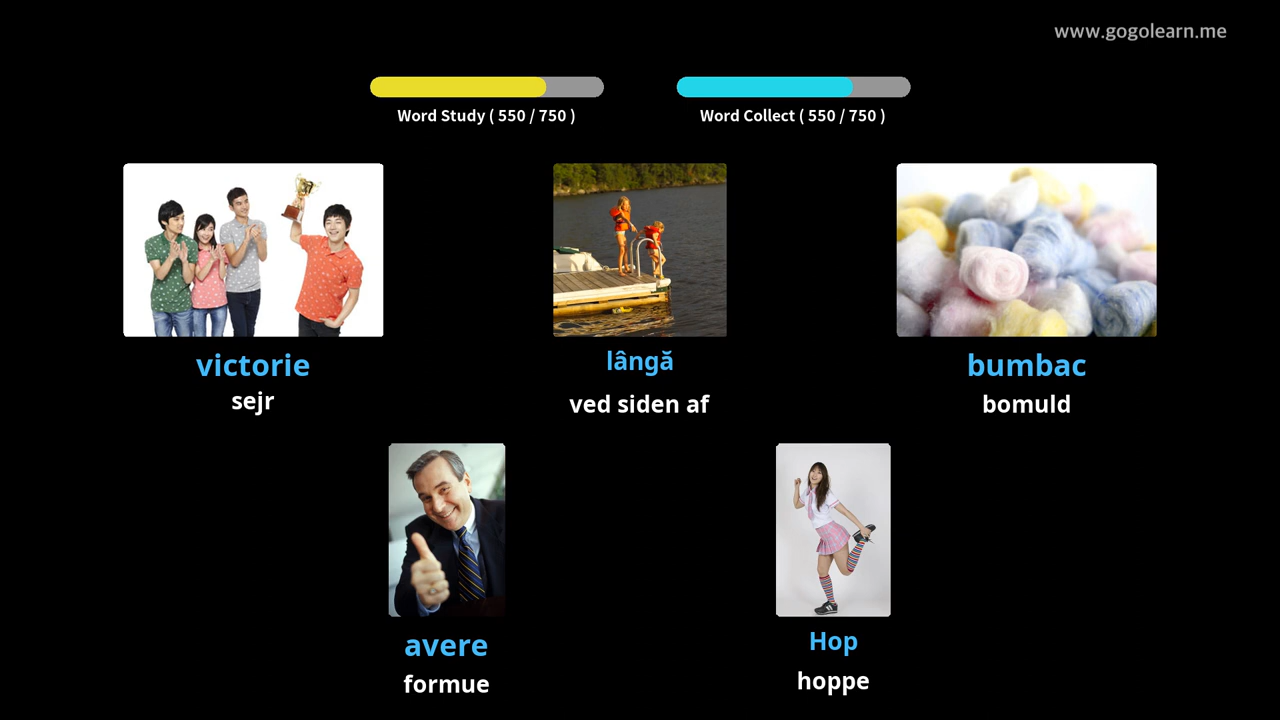 www.gogolearn.me
Word Study ( 550 / 750 )
Word Collect ( 550 / 750 )
victorie
sejr
lângă
ved siden af
bumbac
bomuld
avere
formue
Hop
hoppe